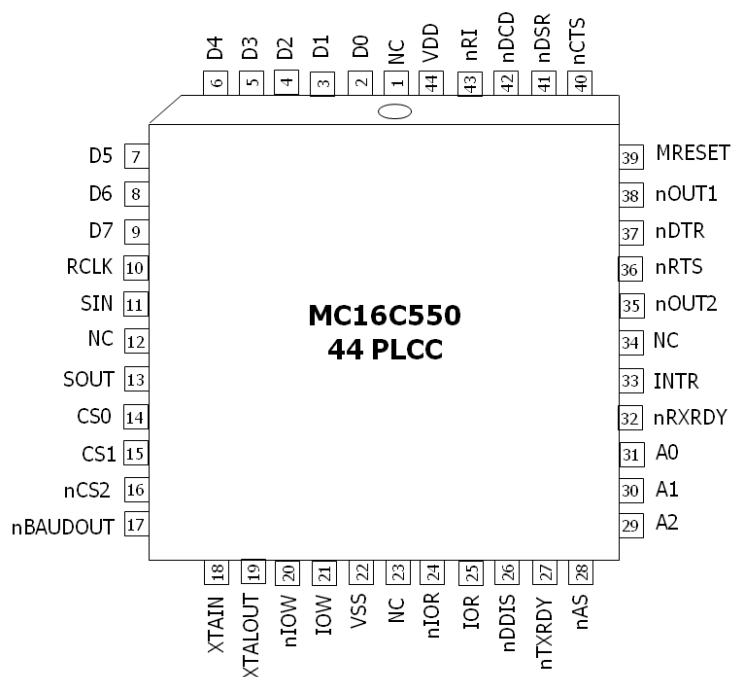 D4 D3 D2 D1 D0 NC VDD nRI nDCD nDSR nCTS
6 5 4 3 2 1 44 43 42 41 40
D5 7
D6 8
D7 9
RCLK 10
SIN 11
NC 12
SOUT 13
CS0 14
CS1 15
nCS2 16
nBAUDOUT 17
MC16C550
44 PLCC
39 MRESET
38 nOUT1
37 nDTR
36 nRTS
35 nOUT2
34 NC
33 INTR
32 nRXRDY
31 A0
30 A1
29 A2
18 19 20 21 22 23 24 25 26 27 28
XTAIN XTALOUT nIOW IOW VSS NC nIOR IOR nDDIS nTXRDY nAS